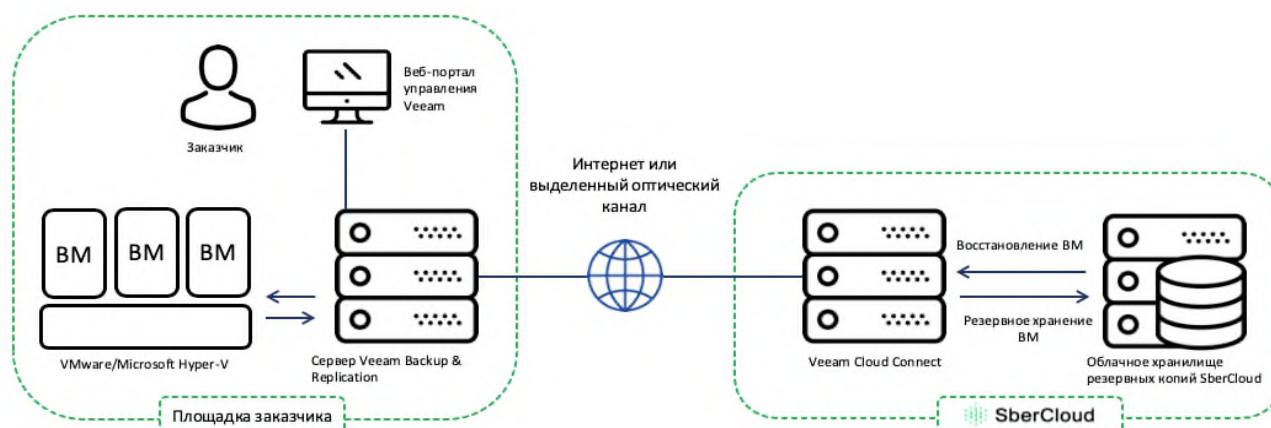 Веб-портал
управления
Veeam
Заказчик
ВМ
ВМ
ВМ
VMware/Microsoft Hyper-V
Сервер Veeam Backup &
Replication
Площадка заказчика
Интернет или
выделенный оптический
канал
Veeam Cloud Connect
Восстановление ВМ
Резервное хранение
ВМ
Облачное хранилище
резервных копий SberCloud
SberCloud